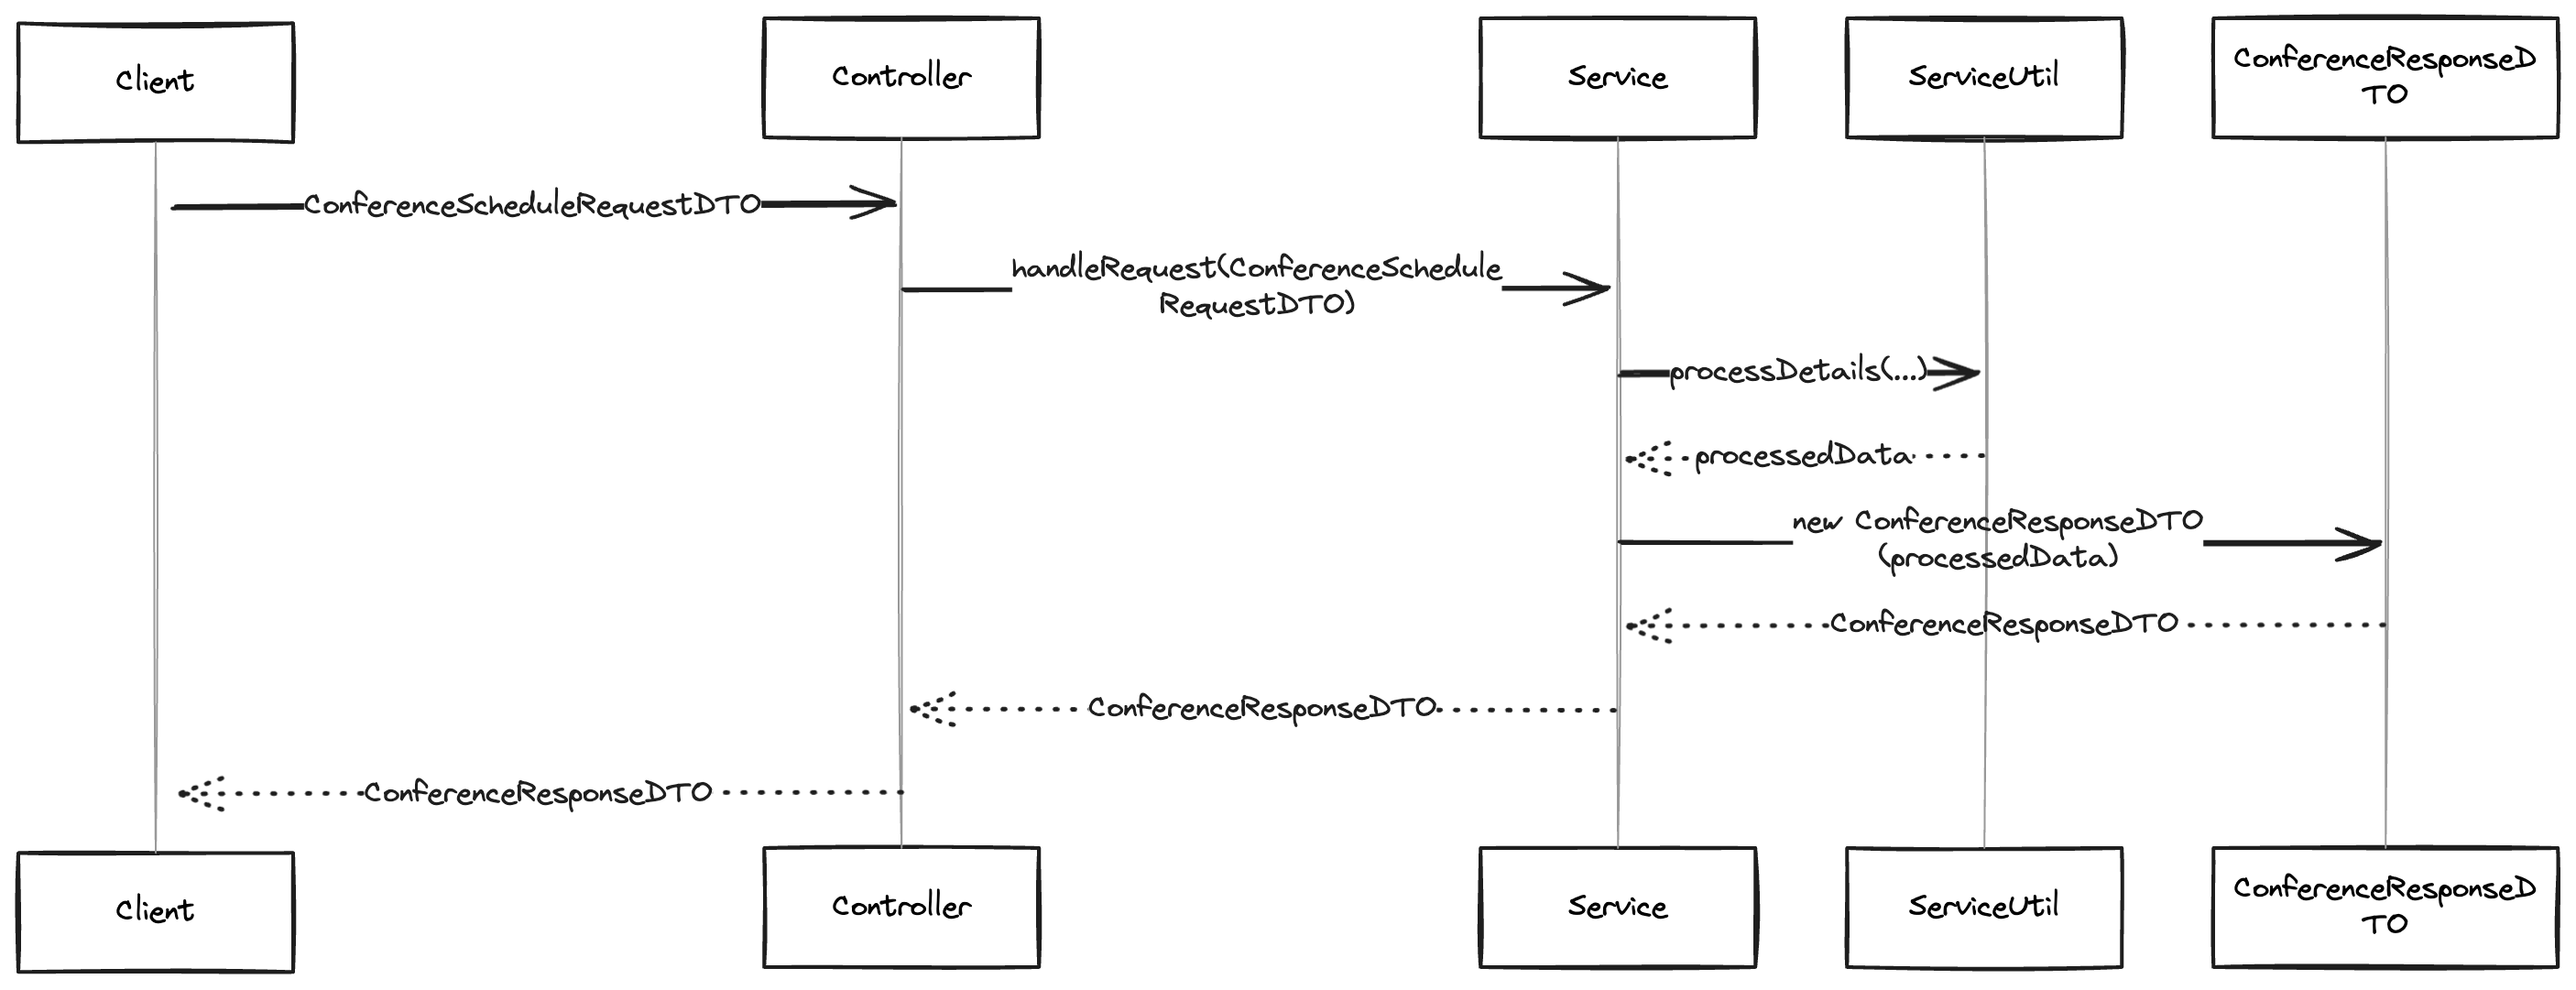 Client
Controller
Service
ServiceUtil
ConferenceResponseD
TO
ConferenceScheduleRequestDTO
handleRequest(ConferenceSchedule
RequestDTO)
processDetails(...)
processedData
new ConferenceResponseDTO
(processedData)
ConferenceResponseDTO
ConferenceResponseDTO
ConferenceResponseDTO
Client
Controller
Service
ServiceUtil
ConferenceResponseD
TO